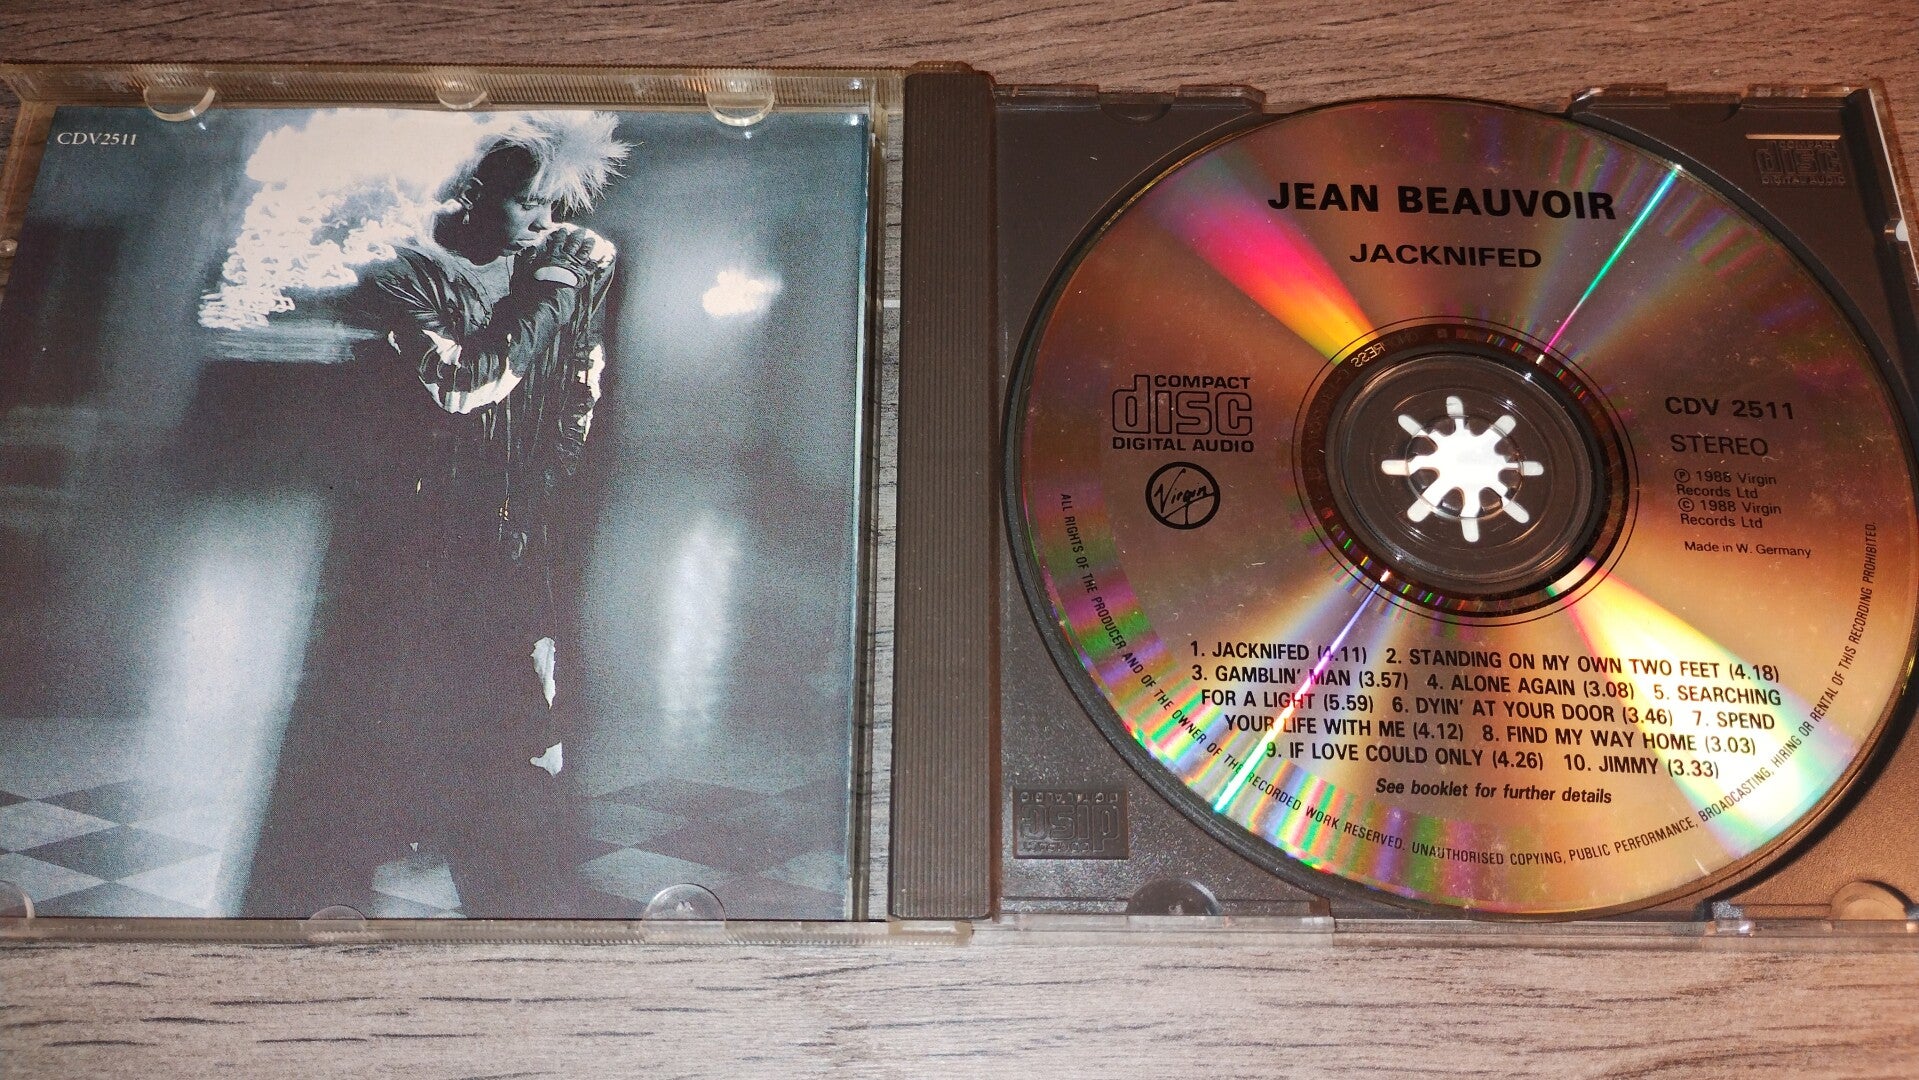 CDV2511
JEAN BEAUVOIR
JACKNIFED
COMPACT
disc
DIGITAL AUDIO
Virgin
CDV 2511
STEREO
Ⓟ 1988 Virgin
Records Ltd
© 1988 Virgin
Records Ltd
Made in W. Germany
1. JACKNIFED (4.11) 2. STANDING ON MY OWN TWO FEET (4.18)
3. GAMBLIN' MAN (3.57) 4. ALONE AGAIN (3.08) 5. SEARCHING
FOR A LIGHT (5.59) 6. DYIN' AT YOUR DOOR (3.46) 7. SPEND
YOUR LIFE WITH ME (4.12) 8. FIND MY WAY HOME (3.03)
9. IF LOVE COULD ONLY (4.26) 10. JIMMY (3.33)
See booklet for further details
ALL RIGHTS OF THE PRODUCER AND OF THE OWNER OF THE RECORDED WORK RESERVED. UNAUTHORISED COPYING, PUBLIC PERFORMANCE, BROADCASTING, HIRING OR RENTAL OF THIS RECORDING PROHIBITED.
COMPACT
disc
DIGITAL AUDIO